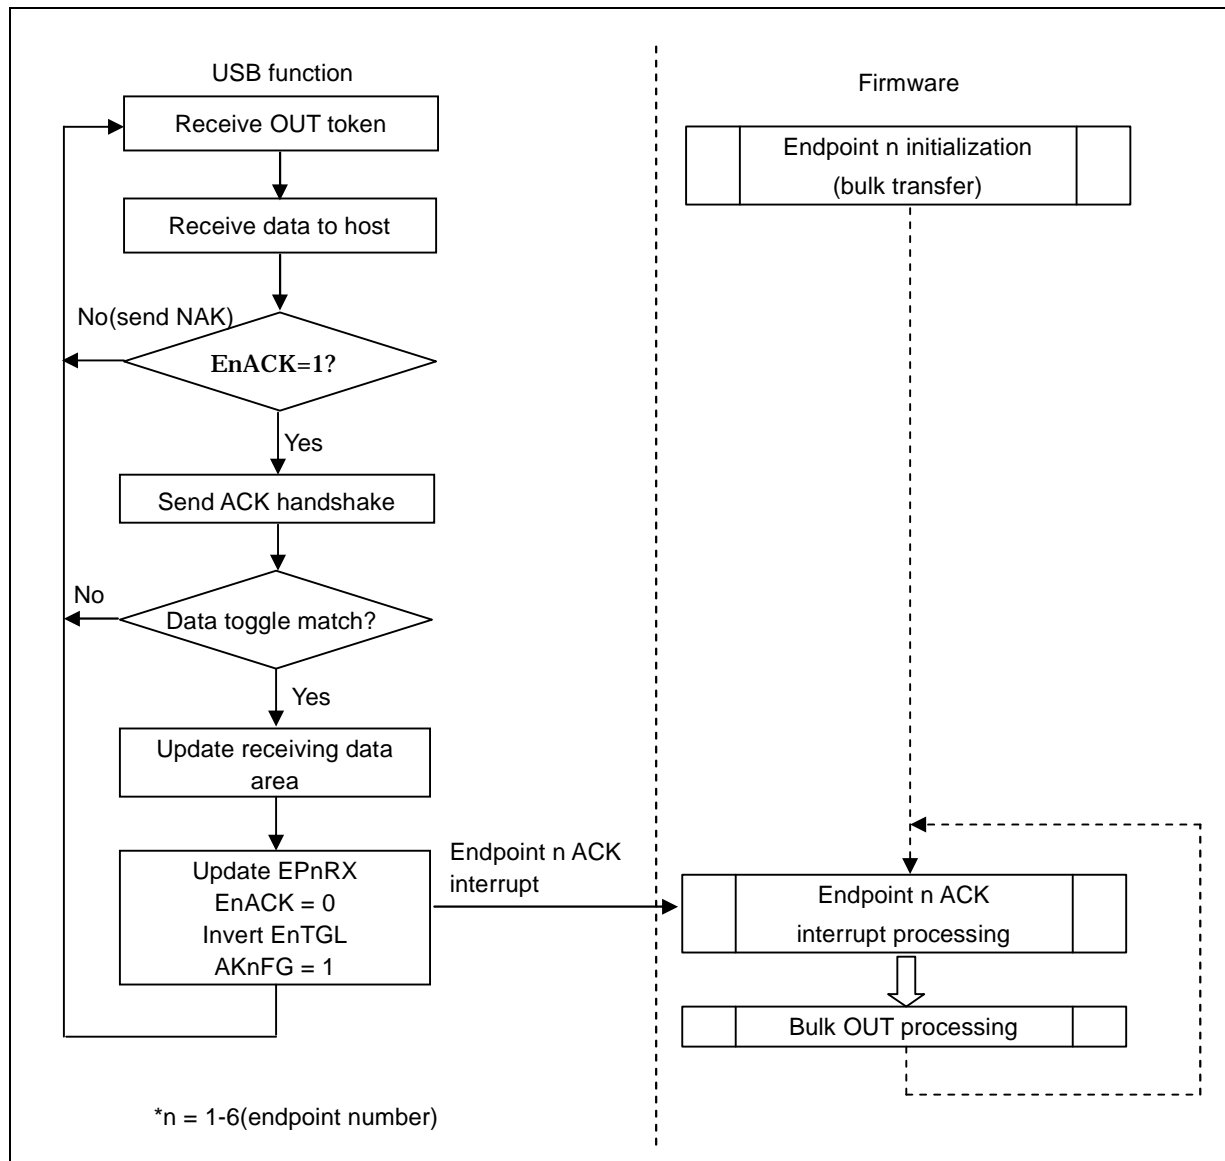 USB function
Receive OUT token
Receive data to host
No(send NAK)
EnACK=1?
Yes
Send ACK handshake
No
Data toggle match?
Yes
Update receiving data
area
Update EPnRX
EnACK = 0
Invert EnTGL
AKnFG = 1
Endpoint n ACK
interrupt
*n = 1-6(endpoint number)
Firmware
Endpoint n initialization
(bulk transfer)
Endpoint n ACK
interrupt processing
Bulk OUT processing